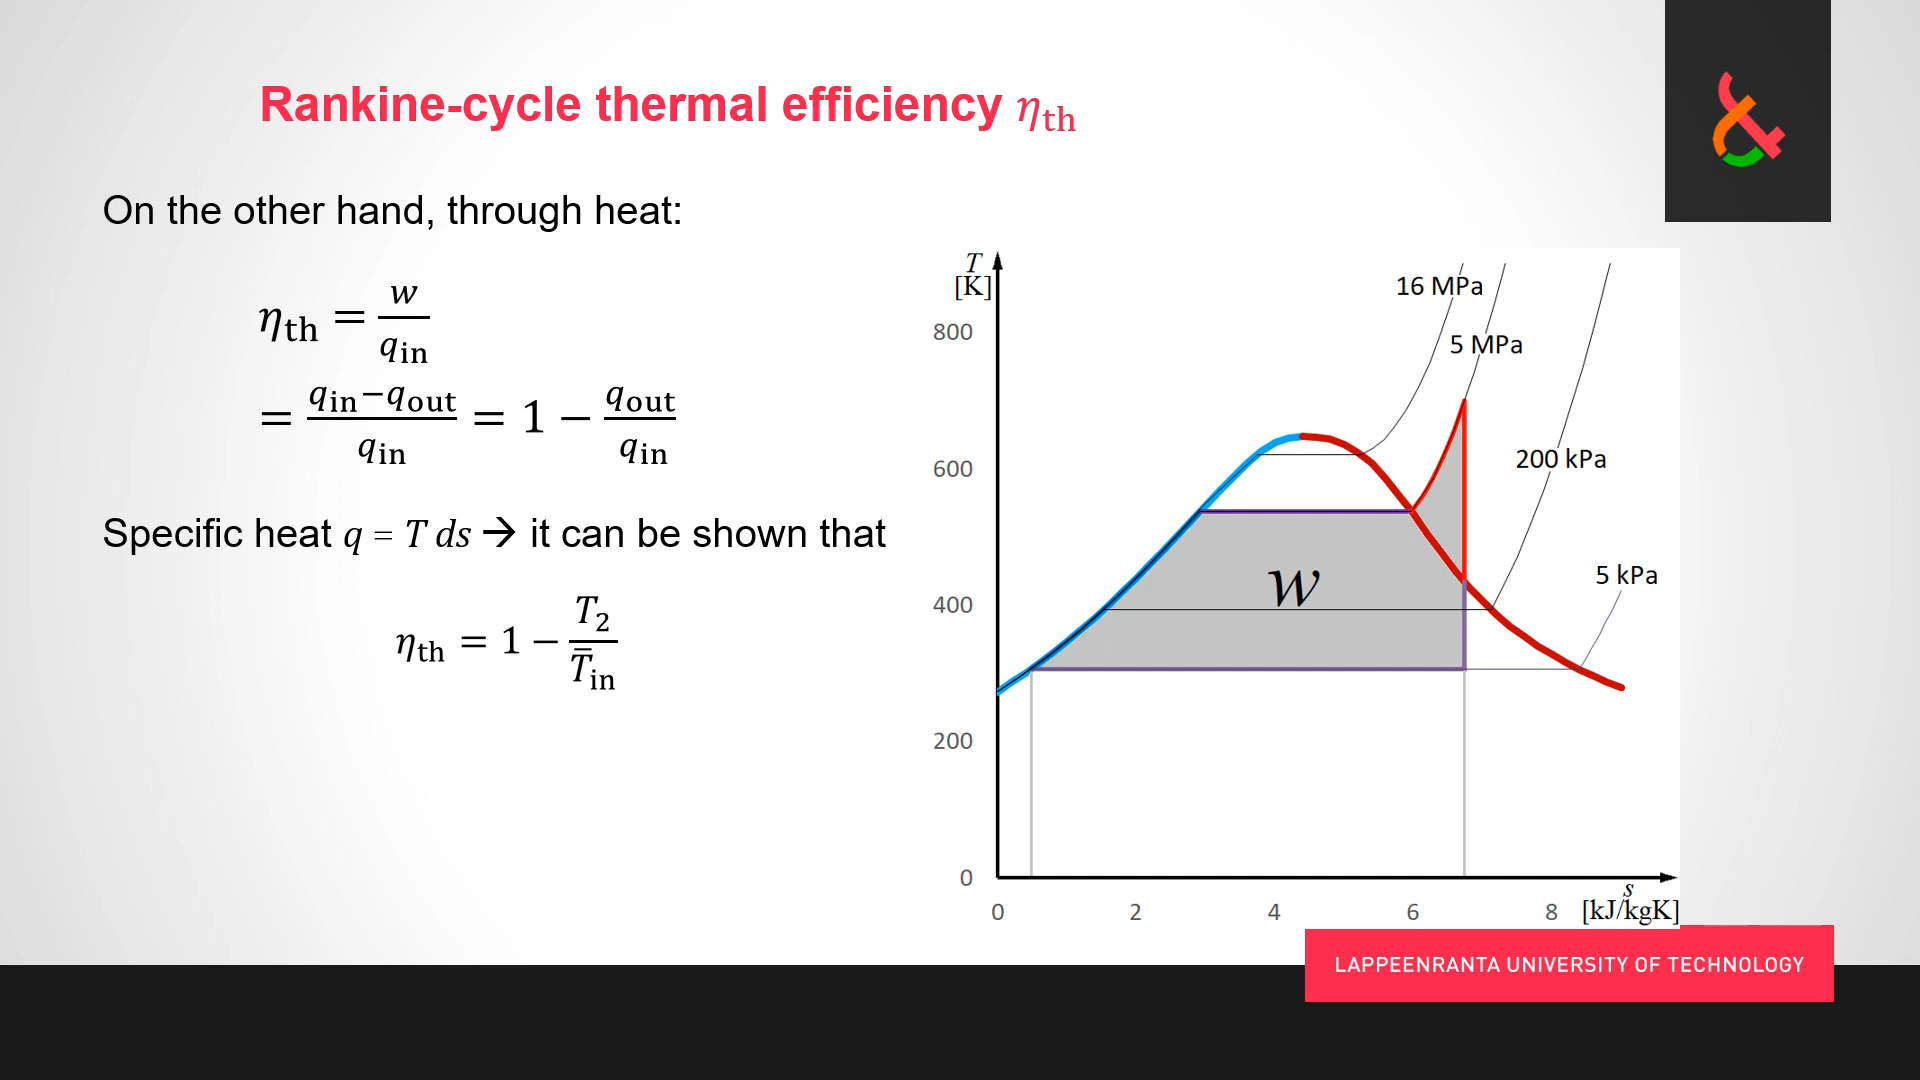 Rankine-cycle thermal efficiency η_th
On the other hand, through heat:
η_th = w / q_in
= (q_in−q_out) / q_in = 1 − q_out / q_in
Specific heat q = T ds → it can be shown that
η_th = 1 − T_2 / T̿_in
T
[K]
16 MPa
800
5 MPa
600
200 kPa
5 kPa
w
400
200
0
s
0 2 4 6 8 [kJ/kgK]
LAPPEENRANTA UNIVERSITY OF TECHNOLOGY